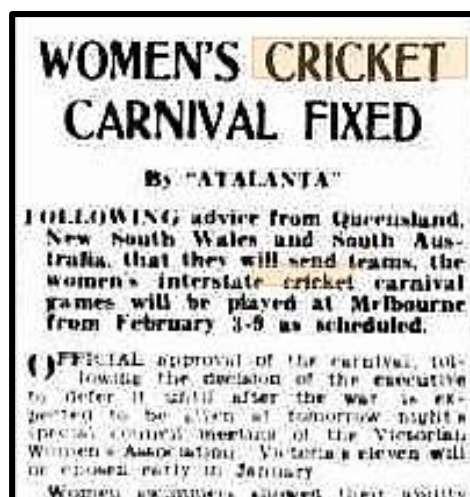 WOMEN'S CRICKET
CARNIVAL FIXED
By "ATALANTA"
FOLLOWING advice from Queensland,
New South Wales and South Aus-
tralia, that they will send teams, the
women's interstate cricket carnival
games will be played at Melbourne
from February 3-9 as scheduled.
OFFICIAL approval of the carnival, fol-
lowing the decision of the executive
to defer it until after the war is ex-
pected to be given at tomorrow night's
special council meeting of the Victorian
Women's Association. Victoria's eleven will
be chosen early in January
Women swimmers showed their